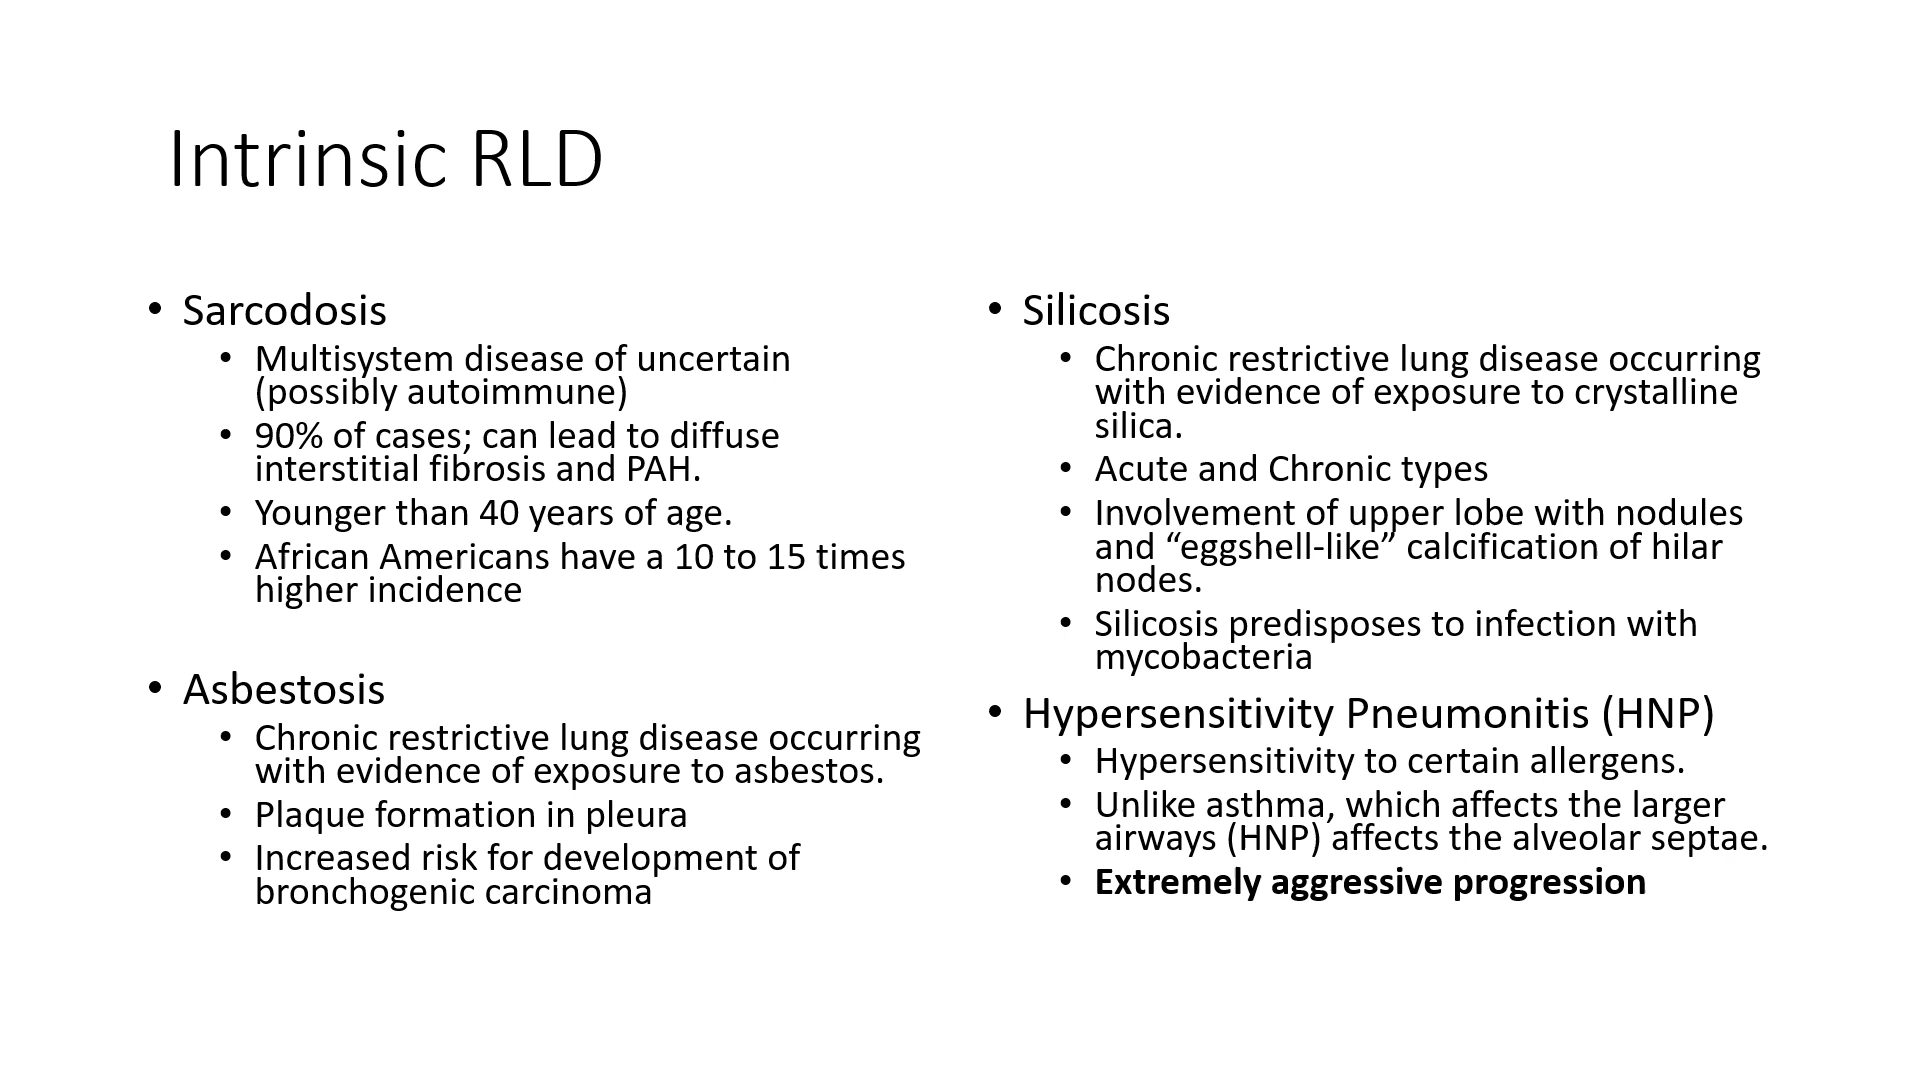 Intrinsic RLD
• Sarcodosis
• Multisystem disease of uncertain
(possibly autoimmune)
• 90% of cases; can lead to diffuse
interstitial fibrosis and PAH.
• Younger than 40 years of age.
• African Americans have a 10 to 15 times
higher incidence
• Asbestosis
• Chronic restrictive lung disease occurring
with evidence of exposure to asbestos.
• Plaque formation in pleura
• Increased risk for development of
bronchogenic carcinoma
• Silicosis
• Chronic restrictive lung disease occurring
with evidence of exposure to crystalline
silica.
• Acute and Chronic types
• Involvement of upper lobe with nodules
and “eggshell-like” calcification of hilar
nodes.
• Silicosis predisposes to infection with
mycobacteria
• Hypersensitivity Pneumonitis (HNP)
• Hypersensitivity to certain allergens.
• Unlike asthma, which affects the larger
airways (HNP) affects the alveolar septae.
• Extremely aggressive progression